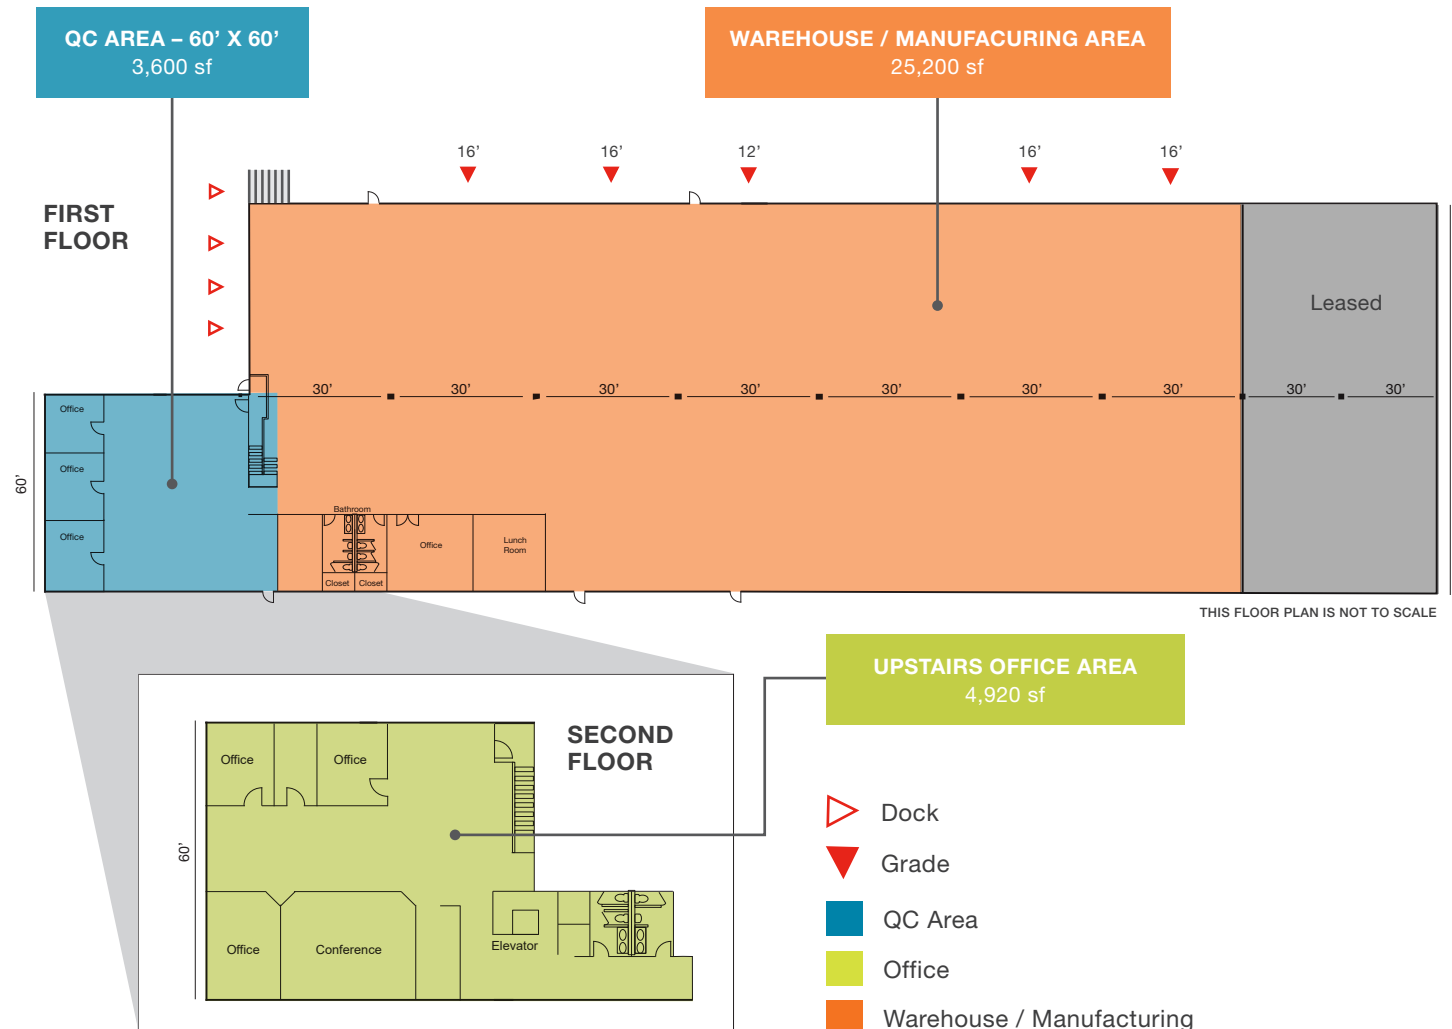 QC AREA – 60’ X 60’
3,600 sf
WAREHOUSE / MANUFACURING AREA
25,200 sf
16’
16’
12’
16’
16’
FIRST
FLOOR
Leased
30’
30’
30’
30’
30’
30’
30’
30’
30’
Office
Office
Office
60’
Bathroom
Office
Lunch
Room
Closet
Closet
THIS FLOOR PLAN IS NOT TO SCALE
UPSTAIRS OFFICE AREA
4,920 sf
SECOND
FLOOR
Office
Office
60’
Office
Conference
Elevator
Dock
Grade
QC Area
Office
Warehouse / Manufacturing